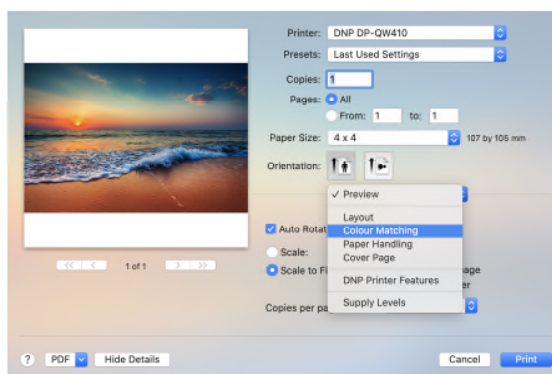 Printer: DNP DP-QW410
Presets: Last Used Settings
Copies: 1
Pages: All
From: 1 to: 1
Paper Size: 4 x 4 107 by 105 mm
Orientation:
✓ Preview
Layout
Auto Rotat
Colour Matching
Paper Handling
Scale:
Cover Page
1 of 1
Scale to Fi
age
DNP Printer Features
er
Copies per pa
Supply Levels
? PDF Hide Details Cancel Print